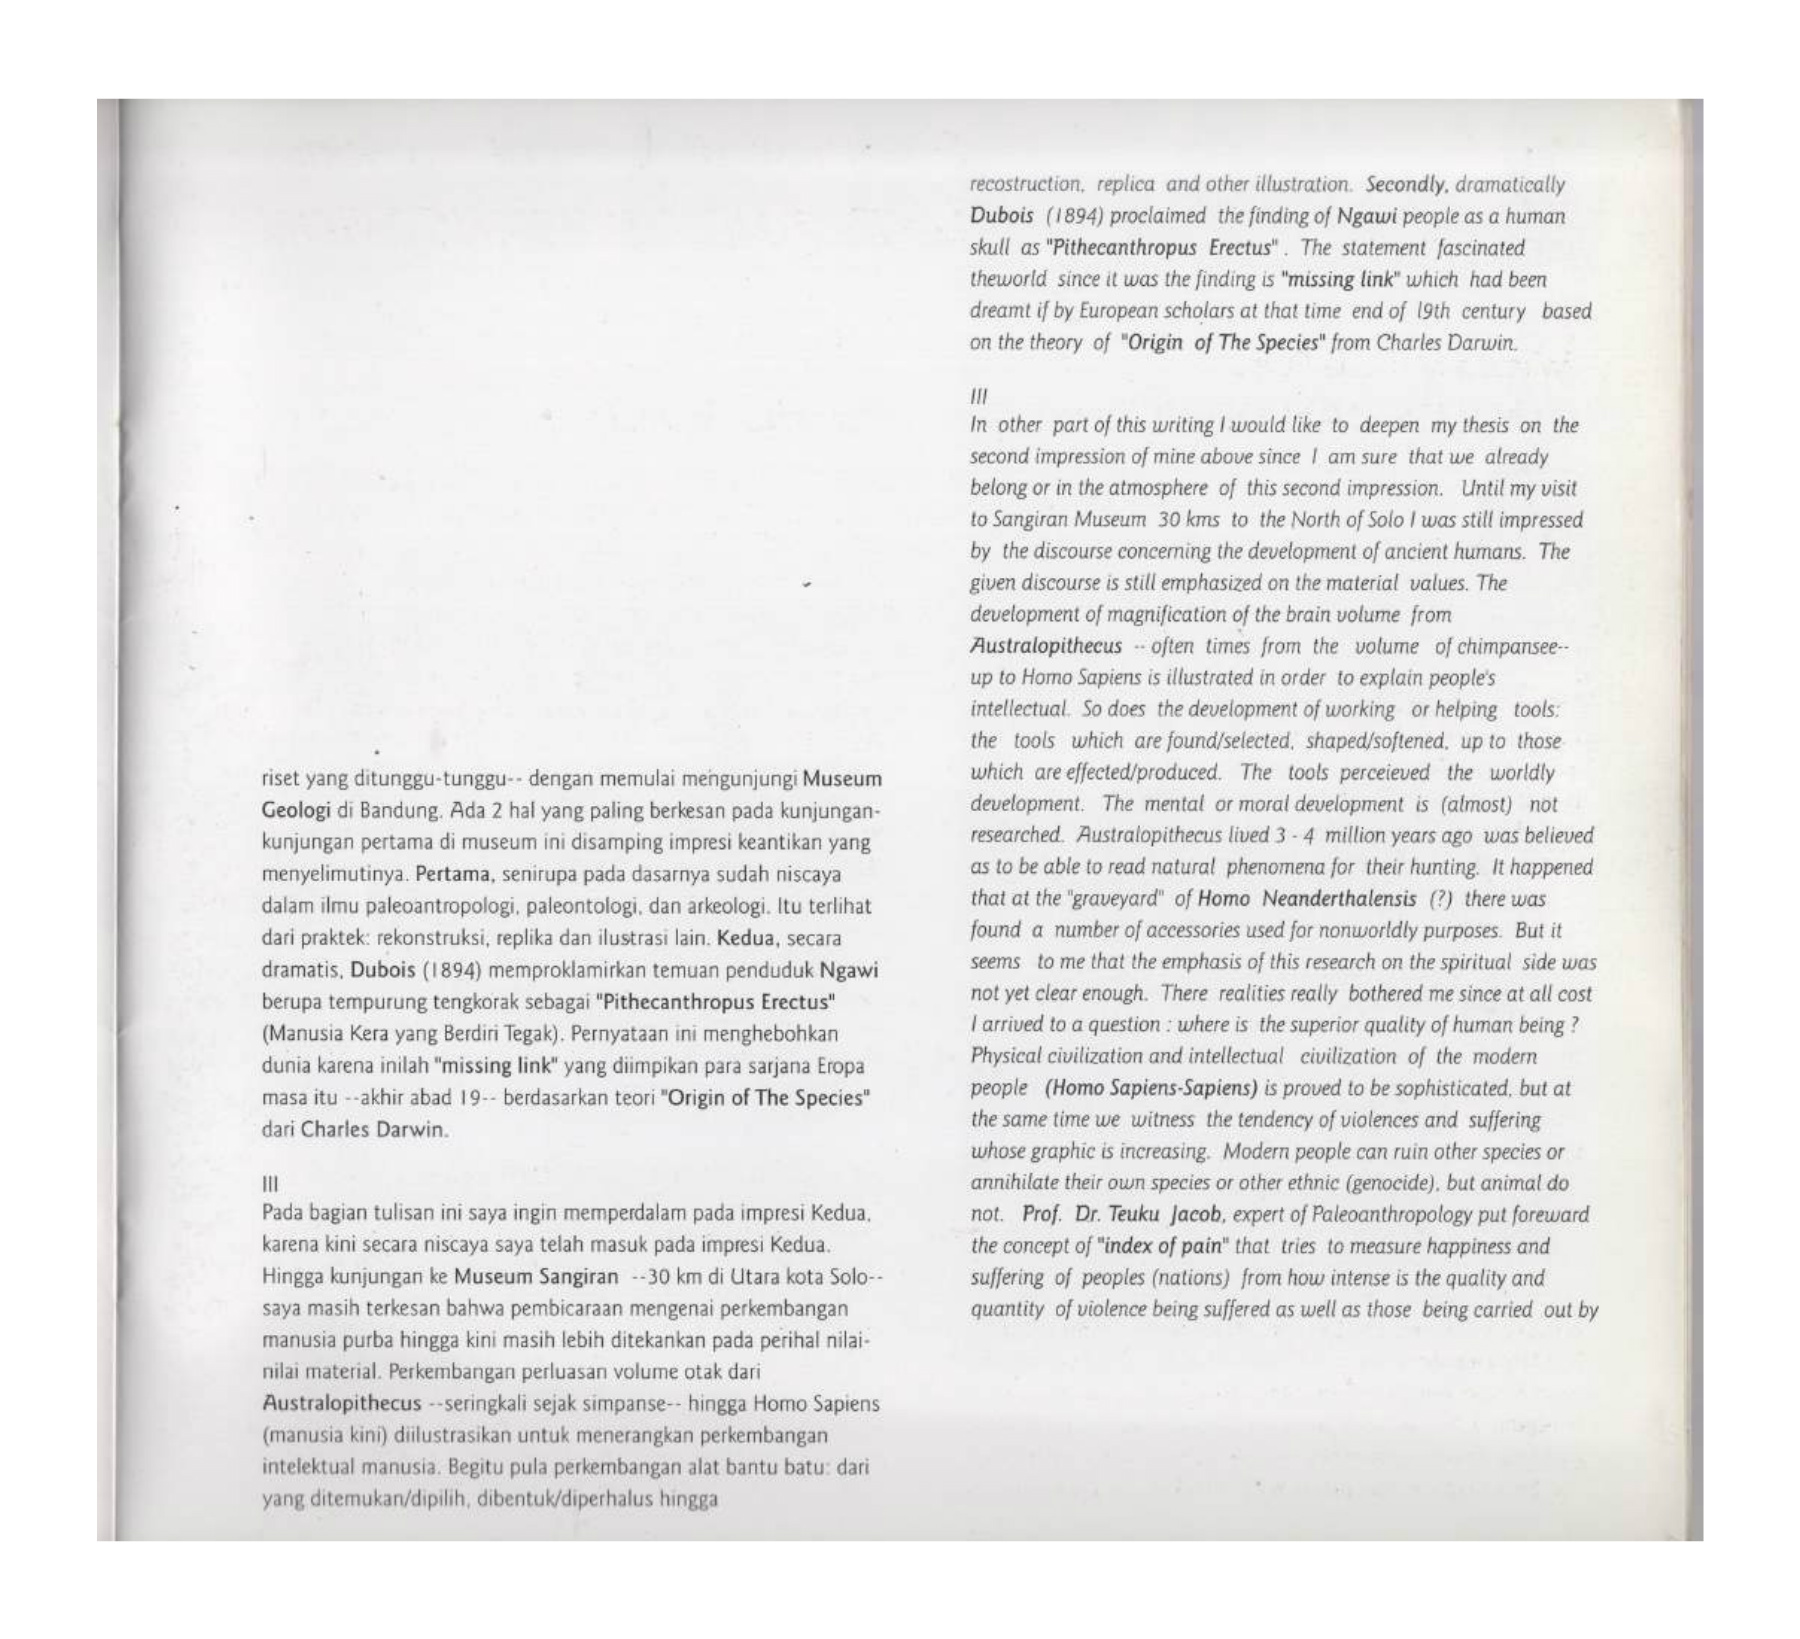 riset yang ditunggu-tunggu-- dengan memulai mengunjungi Museum
Geologi di Bandung. Ada 2 hal yang paling berkesan pada kunjungan-
kunjungan pertama di museum ini disamping impresi keantikan yang
menyelimutinya. Pertama, senirupa pada dasarnya sudah niscaya
dalam ilmu paleoantropologi, paleontologi, dan arkeologi. Itu terlihat
dari praktek: rekonstruksi, replika dan ilustrasi lain. Kedua, secara
dramatis, Dubois (1894) memproklamirkan temuan penduduk Ngawi
berupa tempurung tengkorak sebagai "Pithecanthropus Erectus"
(Manusia Kera yang Berdiri Tegak). Pernyataan ini menghebohkan
dunia karena inilah "missing link" yang diimpikan para sarjana Eropa
masa itu --akhir abad 19-- berdasarkan teori "Origin of The Species"
dari Charles Darwin.
III
Pada bagian tulisan ini saya ingin memperdalam pada impresi Kedua,
karena kini secara niscaya saya telah masuk pada impresi Kedua.
Hingga kunjungan ke Museum Sangiran --30 km di Utara kota Solo--
saya masih terkesan bahwa pembicaraan mengenai perkembangan
manusia purba hingga kini masih lebih ditekankan pada perihal nilai-
nilai material. Perkembangan perluasan volume otak dari
Australopithecus --seringkali sejak simpanse-- hingga Homo Sapiens
(manusia kini) diilustrasikan untuk menerangkan perkembangan
intelektual manusia. Begitu pula perkembangan alat bantu batu: dari
yang ditemukan/dipilih, dibentuk/diperhalus hingga
recostruction, replica and other illustration. Secondly, dramatically
Dubois (1894) proclaimed the finding of Ngawi people as a human
skull as "Pithecanthropus Erectus" . The statement fascinated
theworld since it was the finding is "missing link" which had been
dreamt if by European scholars at that time end of 19th century based
on the theory of "Origin of The Species" from Charles Darwin.
III
In other part of this writing I would like to deepen my thesis on the
second impression of mine above since I am sure that we already
belong or in the atmosphere of this second impression. Until my visit
to Sangiran Museum 30 kms to the North of Solo I was still impressed
by the discourse concerning the development of ancient humans. The
given discourse is still emphasized on the material values. The
development of magnification of the brain volume from
Australopithecus -- often times from the volume of chimpansee--
up to Homo Sapiens is illustrated in order to explain people's
intellectual. So does the development of working or helping tools:
the tools which are found/selected, shaped/softened, up to those
which are effected/produced. The tools perceieved the worldly
development. The mental or moral development is (almost) not
researched. Australopithecus lived 3 - 4 million years ago was believed
as to be able to read natural phenomena for their hunting. It happened
that at the "graveyard" of Homo Neanderthalensis (?) there was
found a number of accessories used for nonworldly purposes. But it
seems to me that the emphasis of this research on the spiritual side was
not yet clear enough. There realities really bothered me since at all cost
I arrived to a question : where is the superior quality of human being ?
Physical civilization and intellectual civilization of the modern
people (Homo Sapiens-Sapiens) is proved to be sophisticated, but at
the same time we witness the tendency of violences and suffering
whose graphic is increasing. Modern people can ruin other species or
annihilate their own species or other ethnic (genocide), but animal do
not. Prof. Dr. Teuku Jacob, expert of Paleoanthropology put foreward
the concept of "index of pain" that tries to measure happiness and
suffering of peoples (nations) from how intense is the quality and
quantity of violence being suffered as well as those being carried out by